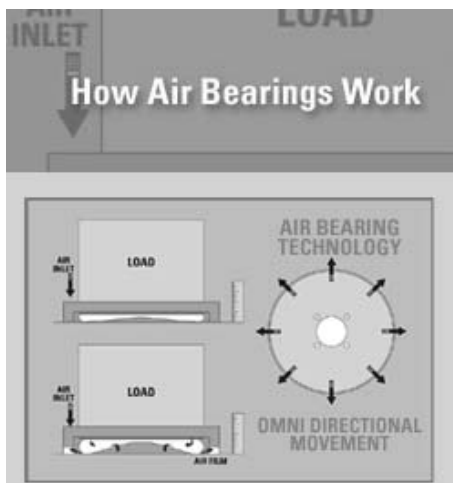 AIR
INLET
LOAD
How Air Bearings Work
AIR
INLET
LOAD
AIR BEARING
TECHNOLOGY
AIR
INLET
LOAD
AIR FILM
OMNI DIRECTIONAL
MOVEMENT